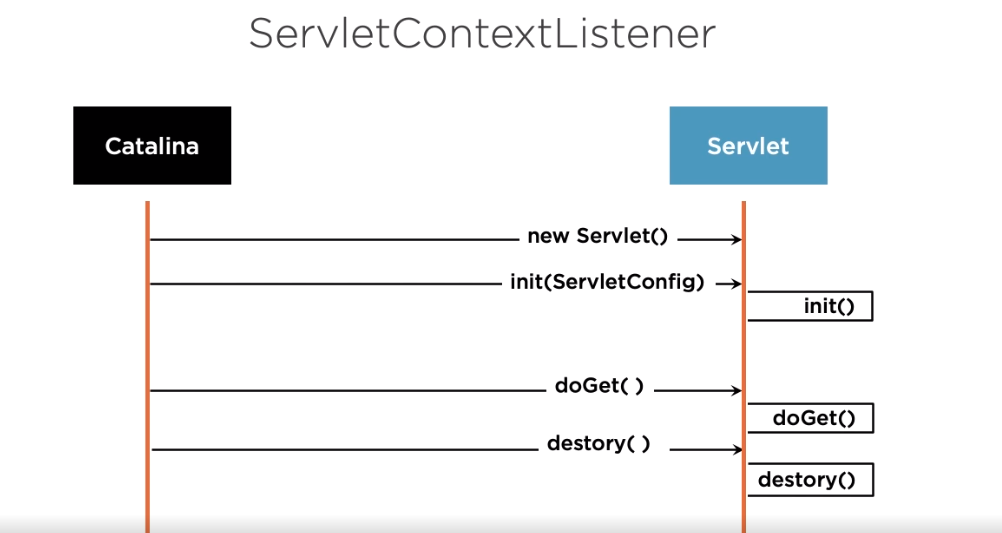 ServletContextListener
Catalina
Servlet
new Servlet()
init(ServletConfig)
init()
doGet( )
doGet()
destory( )
destory()